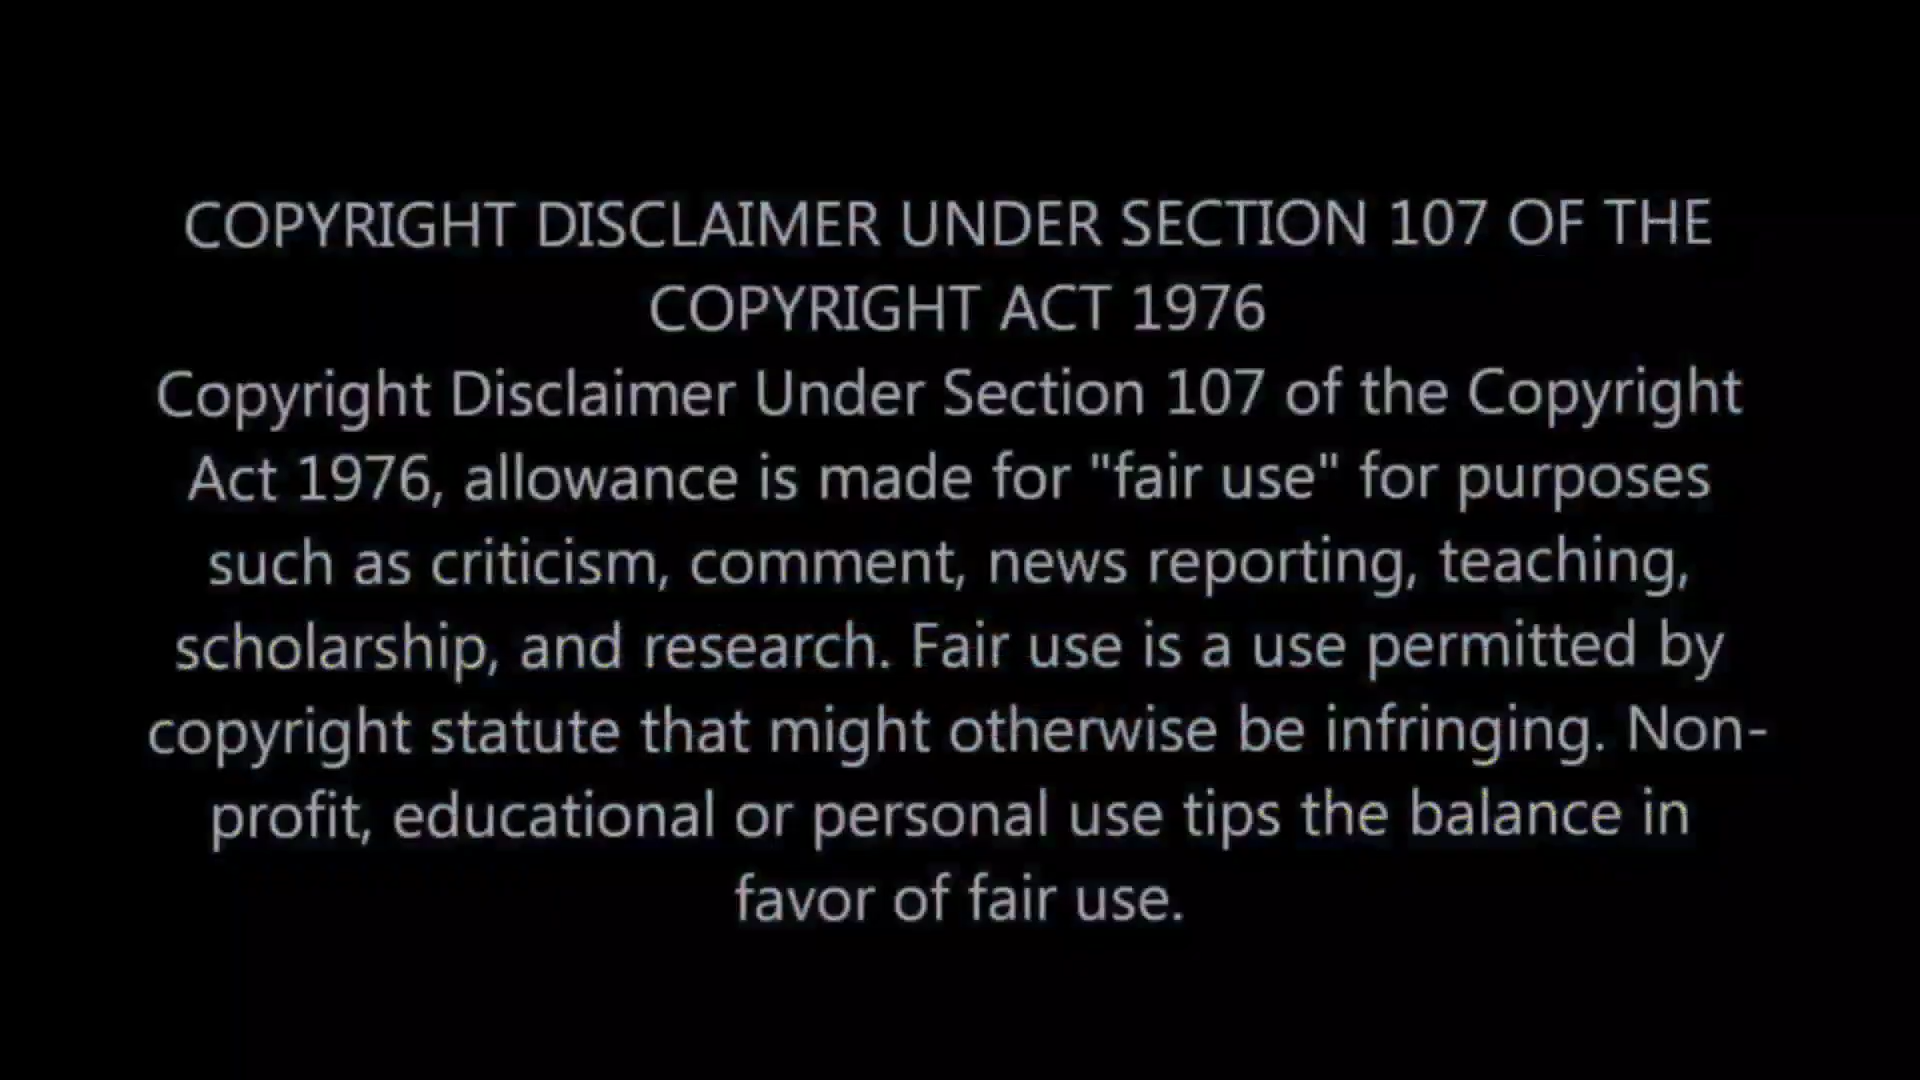 COPYRIGHT DISCLAIMER UNDER SECTION 107 OF THE
COPYRIGHT ACT 1976
Copyright Disclaimer Under Section 107 of the Copyright
Act 1976, allowance is made for "fair use" for purposes
such as criticism, comment, news reporting, teaching,
scholarship, and research. Fair use is a use permitted by
copyright statute that might otherwise be infringing. Non-
profit, educational or personal use tips the balance in
favor of fair use.